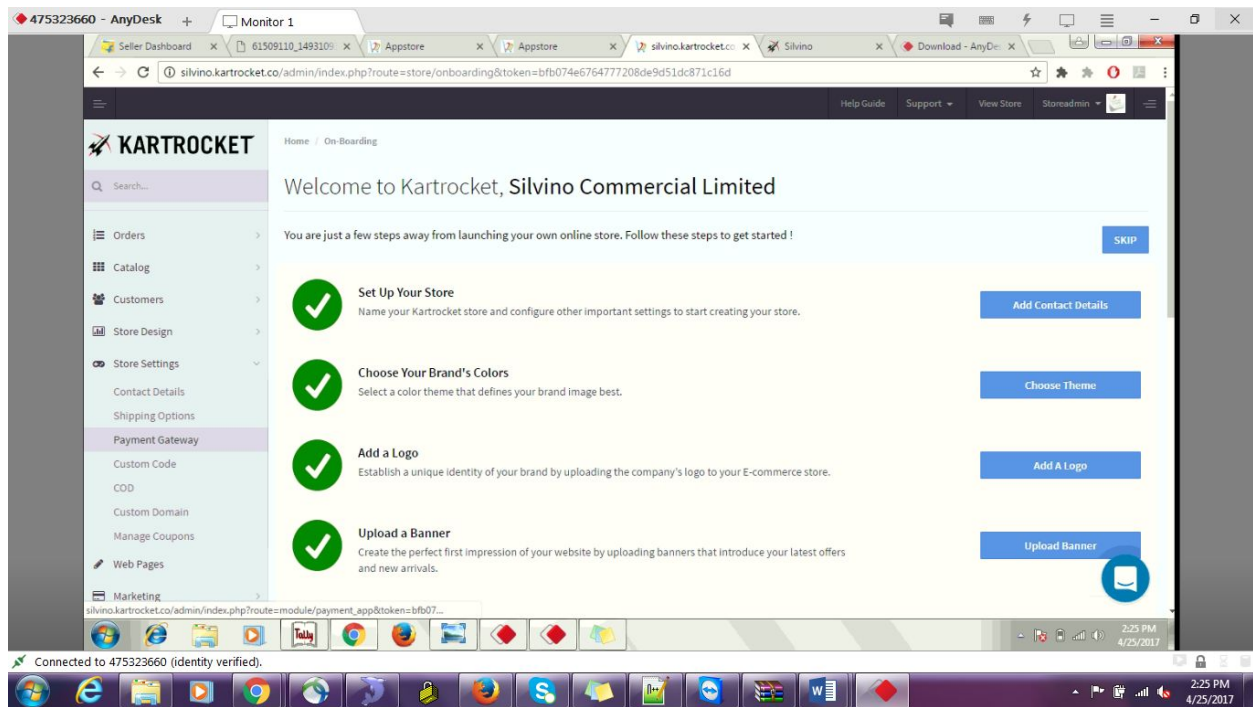 475323660 - AnyDesk
Monitor 1
Seller Dashboard
61509110_1493109
Appstore
Appstore
silvino.kartrocket.co
Silvino
Download - AnyDe
silvino.kartrocket.co/admin/index.php?route=store/onboarding&token=bfb074e6764777208de9d51dc871c16d
Help Guide Support View Store Storeadmin
KARTROCKET
Home / On-Boarding
Search...
Welcome to Kartrocket, Silvino Commercial Limited
You are just a few steps away from launching your own online store. Follow these steps to get started !
SKIP
Orders
Catalog
Customers
Store Design
Store Settings
Contact Details
Shipping Options
Payment Gateway
Custom Code
COD
Custom Domain
Manage Coupons
Web Pages
Marketing
Set Up Your Store
Name your Kartrocket store and configure other important settings to start creating your store.
Add Contact Details
Choose Your Brand's Colors
Select a color theme that defines your brand image best.
Choose Theme
Add a Logo
Establish a unique identity of your brand by uploading the company's logo to your E-commerce store.
Add A Logo
Upload a Banner
Create the perfect first impression of your website by uploading banners that introduce your latest offers
and new arrivals.
Upload Banner
silvino.kartrocket.co/admin/index.php?route=module/payment_app&token=bfb07...
Tally
2:25 PM
4/25/2017
Connected to 475323660 (identity verified).
2:25 PM
4/25/2017